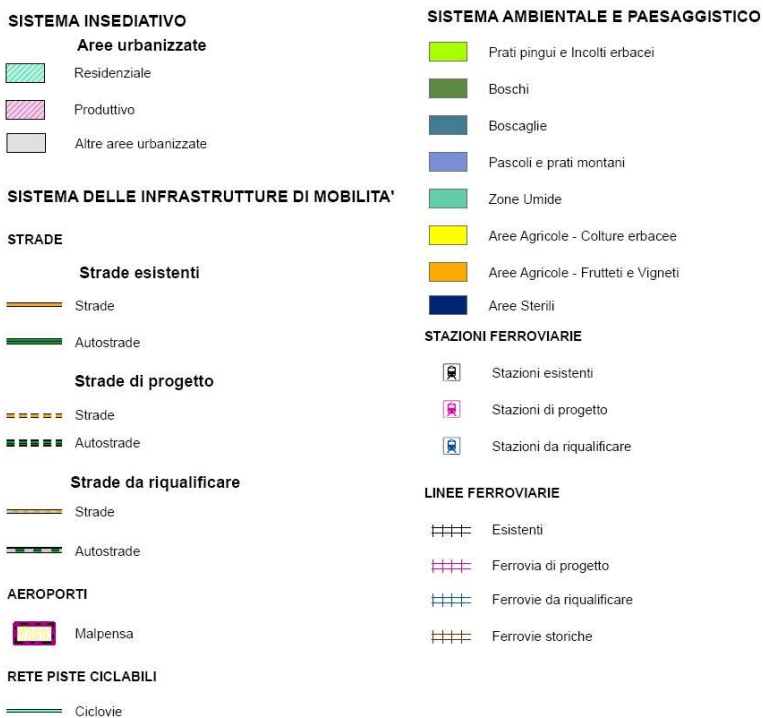 SISTEMA INSEDIATIVO
Aree urbanizzate
Residenziale
Produttivo
Altre aree urbanizzate
SISTEMA DELLE INFRASTRUTTURE DI MOBILITA'
STRADE
Strade esistenti
Strade
Autostrade
Strade di progetto
Strade
Autostrade
Strade da riqualificare
Strade
Autostrade
AEROPORTI
Malpensa
RETE PISTE CICLABILI
Ciclovie
SISTEMA AMBIENTALE E PAESAGGISTICO
Prati pingui e Incolti erbacei
Boschi
Boscaglie
Pascoli e prati montani
Zone Umide
Aree Agricole - Colture erbacee
Aree Agricole - Frutteti e Vigneti
Aree Sterili
STAZIONI FERROVIARIE
Stazioni esistenti
Stazioni di progetto
Stazioni da riqualificare
LINEE FERROVIARIE
Esistenti
Ferrovia di progetto
Ferrovie da riqualificare
Ferrovie storiche